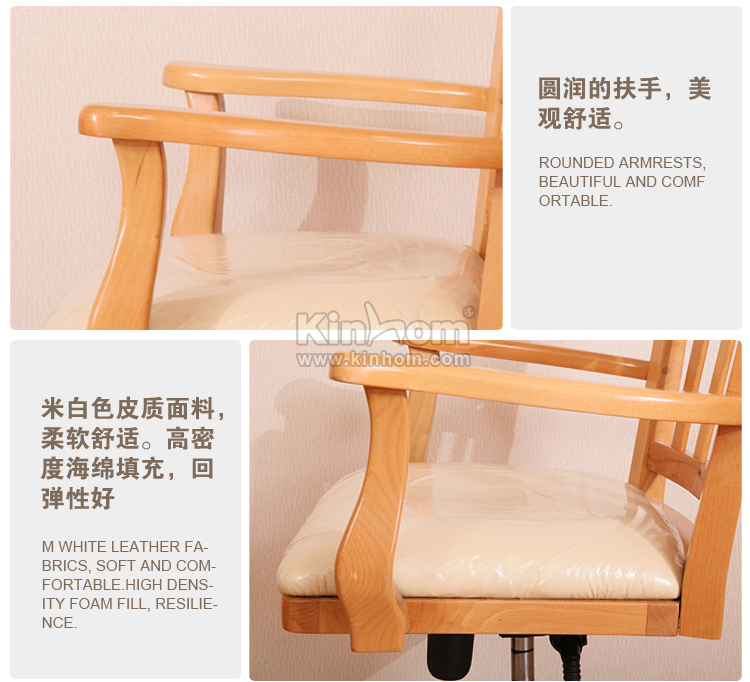 圆润的扶手，美
观舒适。
ROUNDED ARMRESTS,
BEAUTIFUL AND COMF
ORTABLE.
Kinhom®
www.kinhom.com
米白色皮质面料，
柔软舒适。高密
度海绵填充，回
弹性好
M WHITE LEATHER FA-
BRICS, SOFT AND COM-
FORTABLE.HIGH DENS-
ITY FOAM FILL, RESILIE-
NCE.